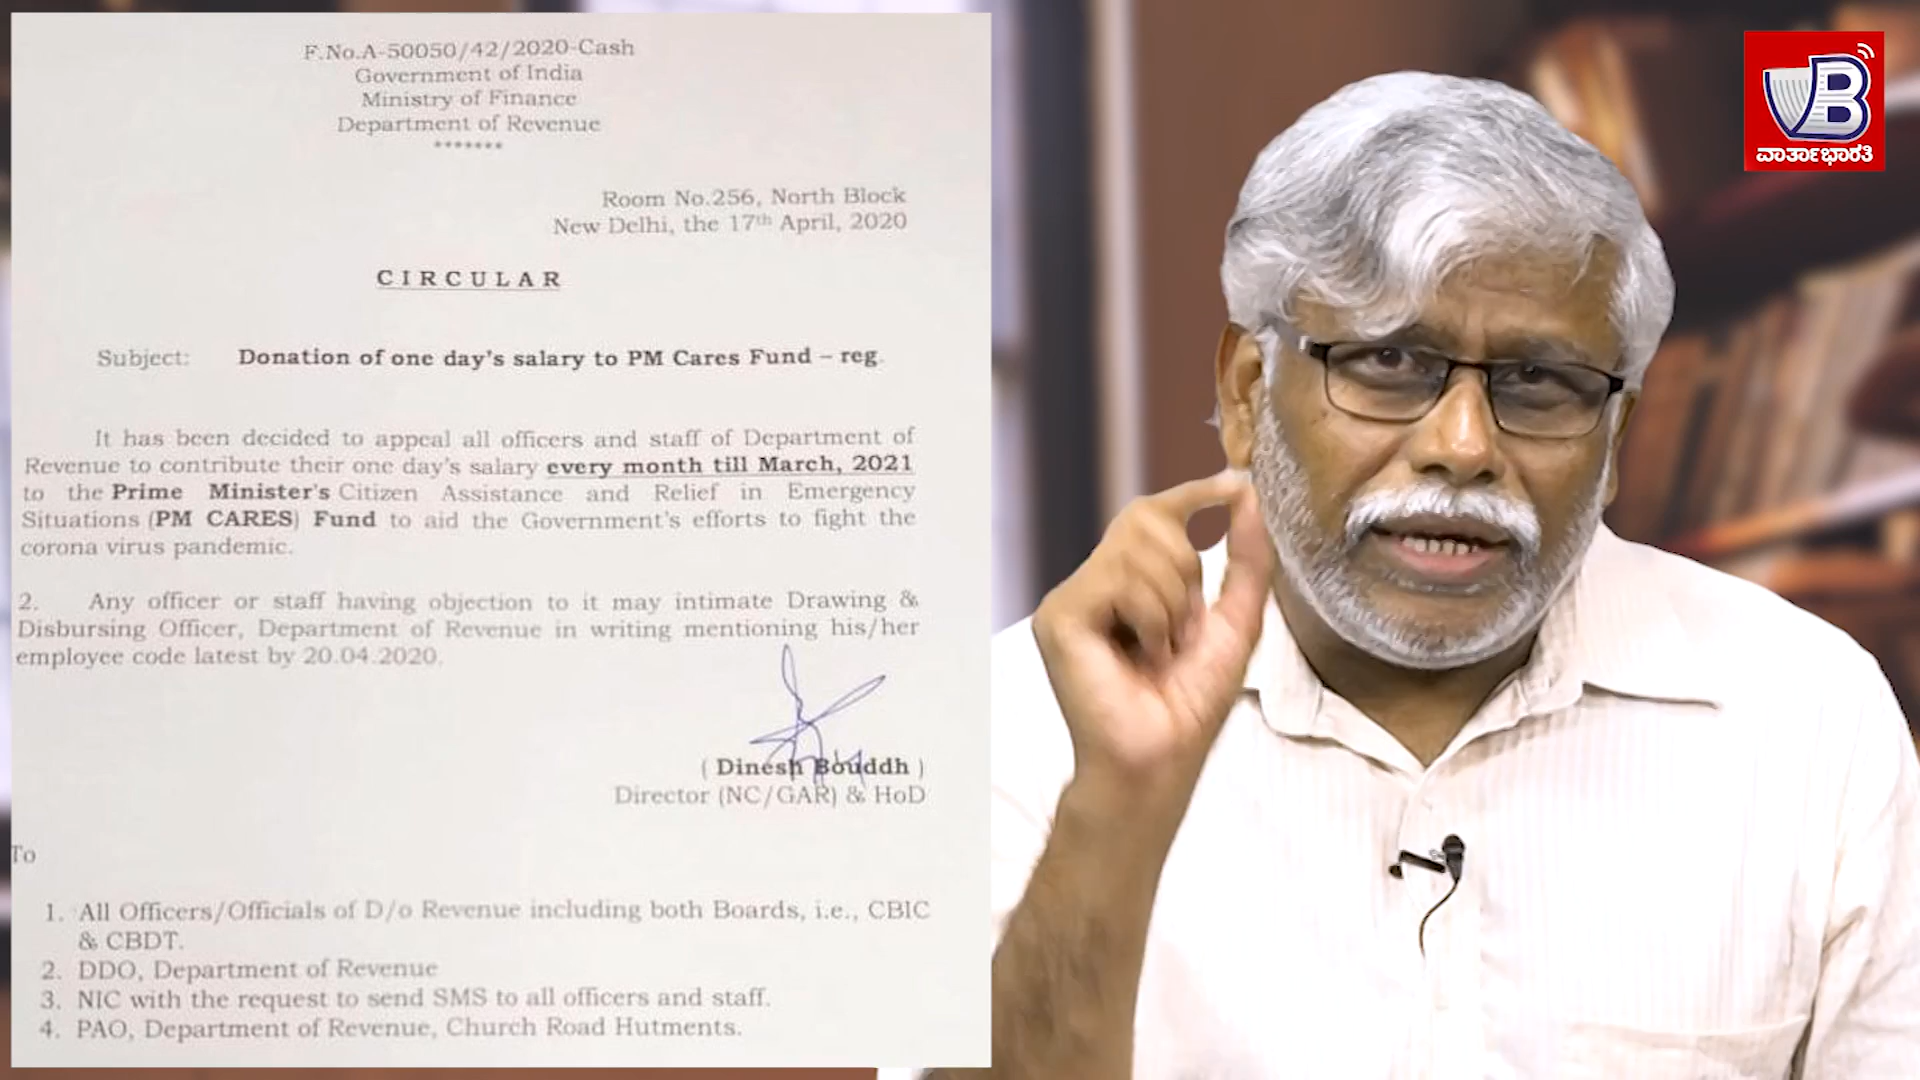 F.No.A-50050/42/2020-Cash
Government of India
Ministry of Finance
Department of Revenue
*******
Room No.256, North Block
New Delhi, the 17th April, 2020
CIRCULAR
Subject: Donation of one day's salary to PM Cares Fund – reg.
It has been decided to appeal all officers and staff of Department of
Revenue to contribute their one day's salary every month till March, 2021
to the Prime Minister's Citizen Assistance and Relief in Emergency
Situations (PM CARES) Fund to aid the Government's efforts to fight the
corona virus pandemic.
2. Any officer or staff having objection to it may intimate Drawing &
Disbursing Officer, Department of Revenue in writing mentioning his/her
employee code latest by 20.04.2020.
( Dinesh Bouddh )
Director (NC/GAR) & HoD
To
1. All Officers/Officials of D/o Revenue including both Boards, i.e., CBIC
& CBDT.
2. DDO, Department of Revenue
3. NIC with the request to send SMS to all officers and staff.
4. PAO, Department of Revenue, Church Road Hutments.
B
ವಾರ್ತಾಭಾರತಿ